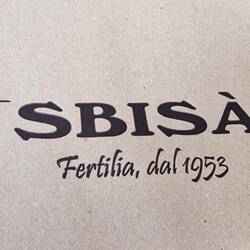 SBISÀ
Fertilia, dal 1953